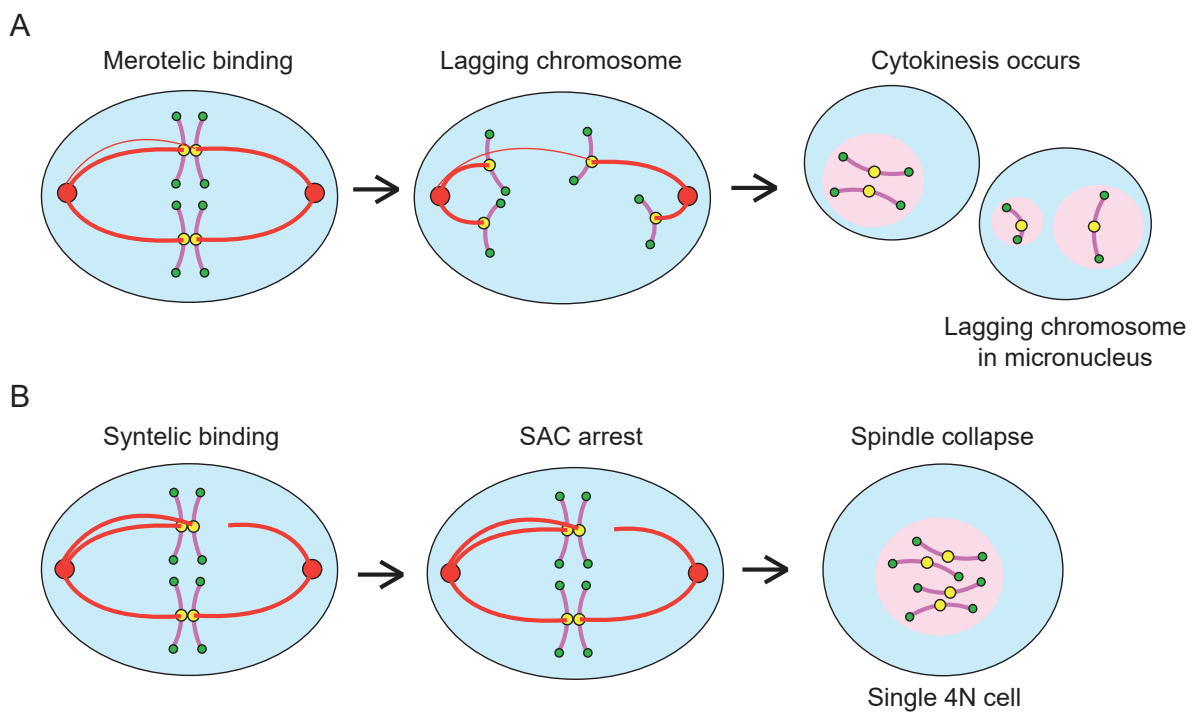 A
Merotelic binding
Lagging chromosome
Cytokinesis occurs
Lagging chromosome
in micronucleus
B
Syntelic binding
SAC arrest
Spindle collapse
Single 4N cell